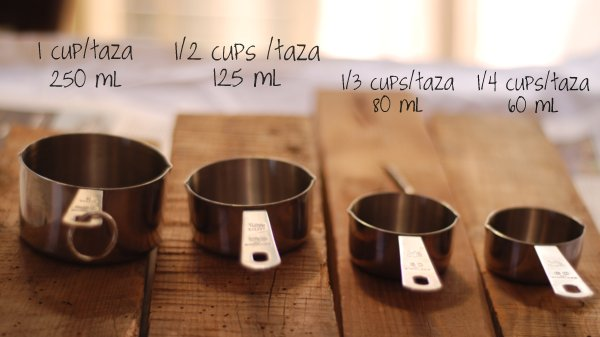 1 cup/taza
250 mL
1/2 cups /taza
125 mL
1/3 cups/taza
80 mL
1/4 cups/taza
60 mL